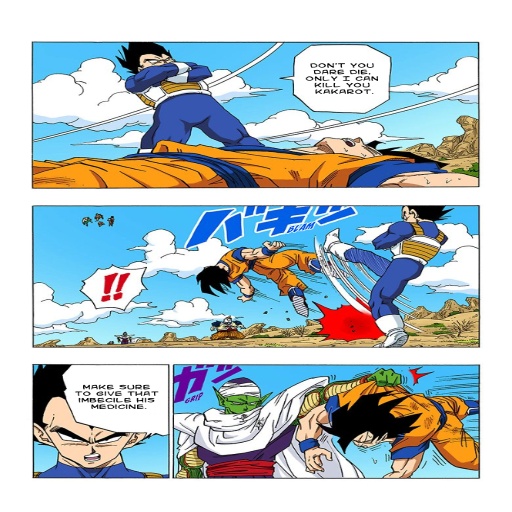 DON'T YOU
DARE DIE,
ONLY I CAN
KILL YOU
KAKAROT.
バキッ
BLAM
!!
MAKE SURE
TO GIVE THAT
IMBECILE HIS
MEDICINE.
ガッ
GRIP